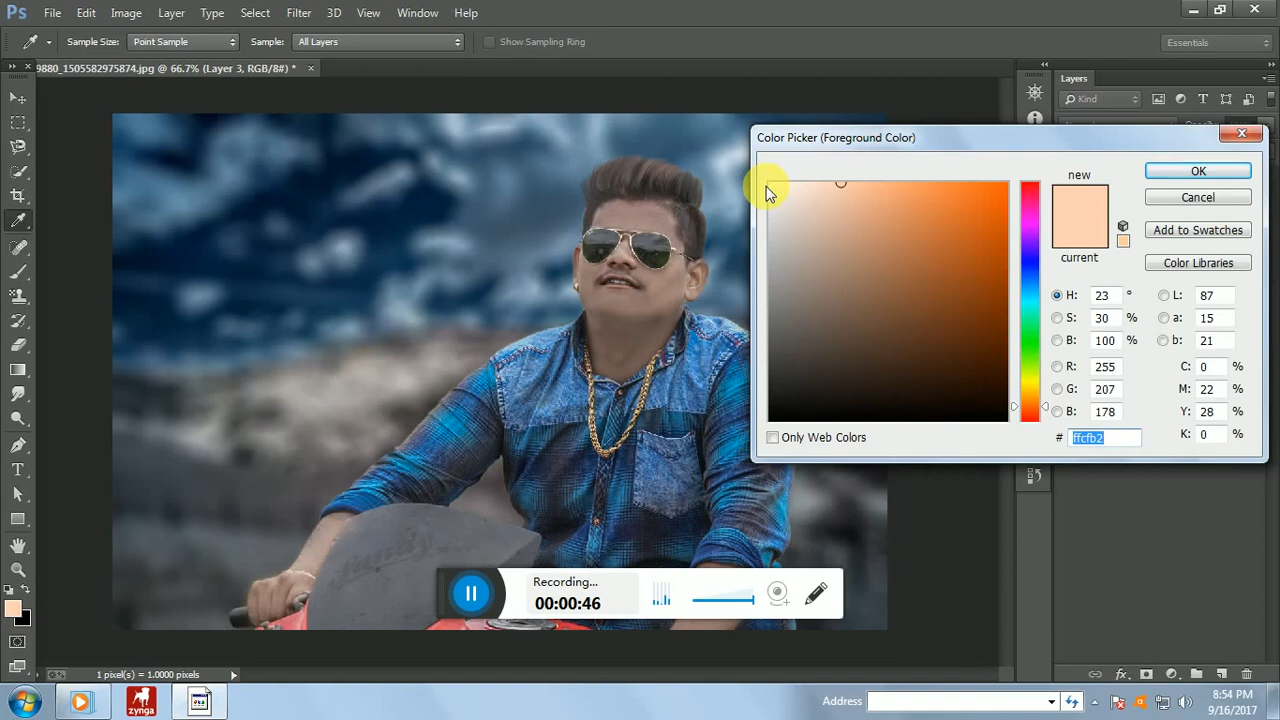 Ps File Edit Image Layer Type Select Filter 3D View Window Help
Sample Size: Point Sample Sample: All Layers Show Sampling Ring Essentials
9880_1505582975874.jpg @ 66.7% (Layer 3, RGB/8#) * ×
Layers
Kind
Color Picker (Foreground Color)
new
current
OK
Cancel
Add to Swatches
Color Libraries
H: 23 ° L: 87
S: 30 % a: 15
B: 100 % b: 21
R: 255 C: 0 %
G: 207 M: 22 %
B: 178 Y: 28 %
Only Web Colors # ffcfb2 K: 0 %
Recording...
00:00:46
1 pixel(s) = 1.0000 pixels
zynga
Address
8:54 PM
9/16/2017